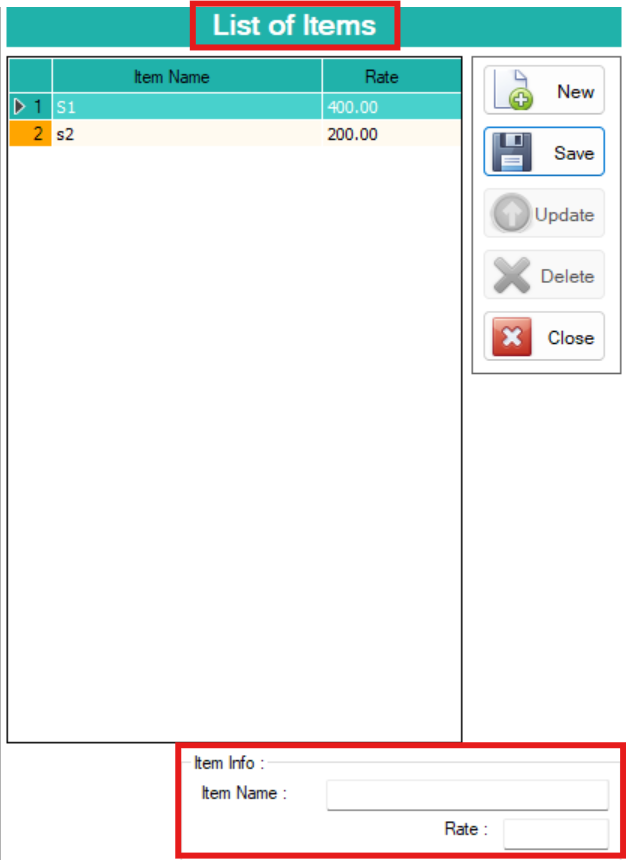 List of Items
Item Name Rate
1 S1 400.00
2 s2 200.00
New
Save
Update
Delete
Close
Item Info :
Item Name :
Rate :